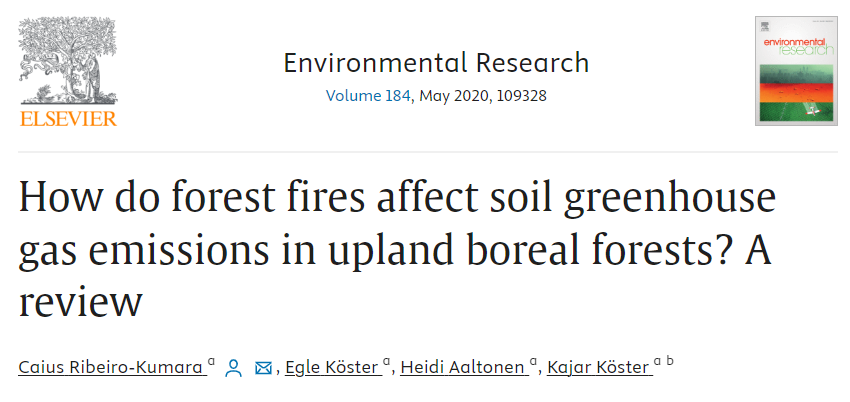 ELSEVIER
Environmental Research
Volume 184, May 2020, 109328
environmental
research
How do forest fires affect soil greenhouse
gas emissions in upland boreal forests? A
review
Caius Ribeiro-Kumara a , Egle Köster a, Heidi Aaltonen a, Kajar Köster a b